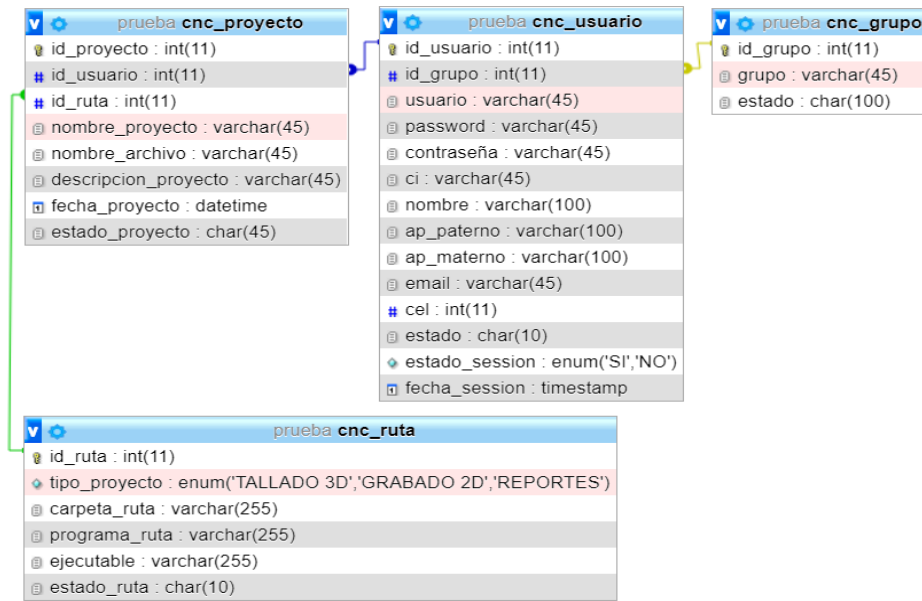 prueba cnc_proyecto
id_proyecto : int(11)
id_usuario : int(11)
id_ruta : int(11)
nombre_proyecto : varchar(45)
nombre_archivo : varchar(45)
descripcion_proyecto : varchar(45)
fecha_proyecto : datetime
estado_proyecto : char(45)
prueba cnc_usuario
id_usuario : int(11)
id_grupo : int(11)
usuario : varchar(45)
password : varchar(45)
contraseña : varchar(45)
ci : varchar(45)
nombre : varchar(100)
ap_paterno : varchar(100)
ap_materno : varchar(100)
email : varchar(45)
cel : int(11)
estado : char(10)
estado_session : enum('SI','NO')
fecha_session : timestamp
prueba cnc_grupo
id_grupo : int(11)
grupo : varchar(45)
estado : char(100)
prueba cnc_ruta
id_ruta : int(11)
tipo_proyecto : enum('TALLADO 3D','GRABADO 2D','REPORTES')
carpeta_ruta : varchar(255)
programa_ruta : varchar(255)
ejecutable : varchar(255)
estado_ruta : char(10)